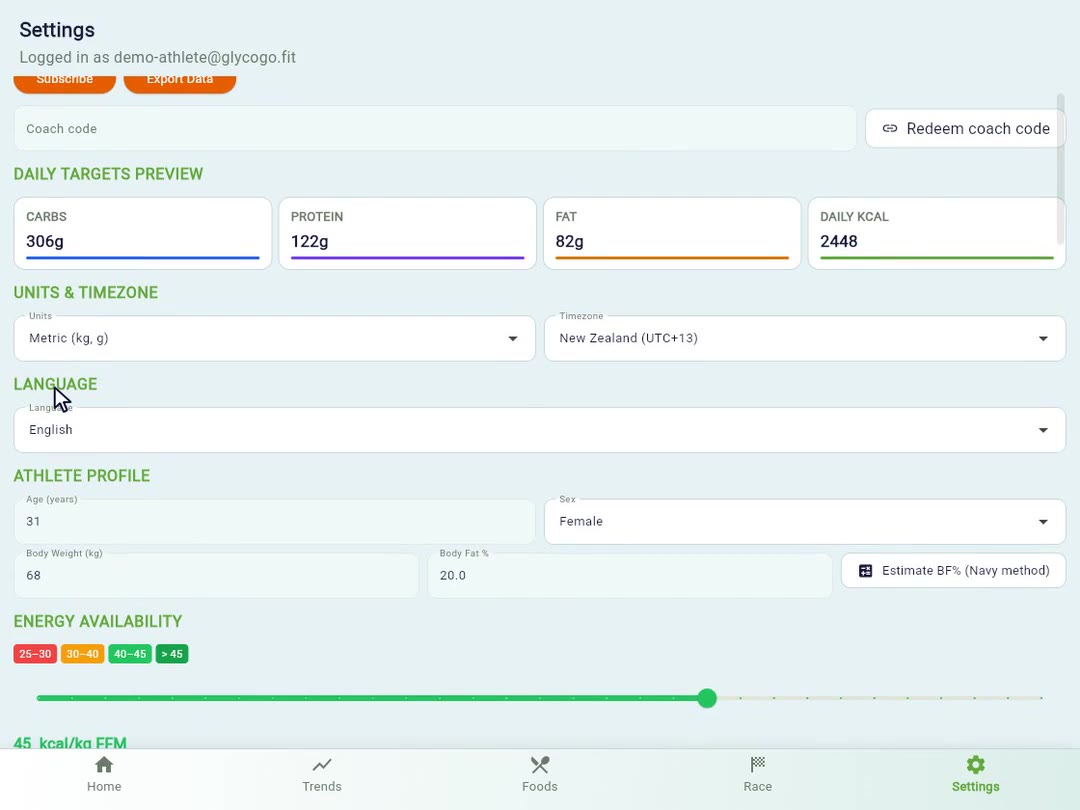 Settings
Logged in as demo-athlete@glycogo.fit
Subscribe
Export Data
Coach code
Redeem coach code
DAILY TARGETS PREVIEW
CARBS
306g
PROTEIN
122g
FAT
82g
DAILY KCAL
2448
UNITS & TIMEZONE
Units
Metric (kg, g)
Timezone
New Zealand (UTC+13)
LANGUAGE
Language
English
ATHLETE PROFILE
Age (years)
31
Sex
Female
Body Weight (kg)
68
Body Fat %
20.0
Estimate BF% (Navy method)
ENERGY AVAILABILITY
25–30
30–40
40–45
> 45
45 kcal/kg FFM
Home
Trends
Foods
Race
Settings